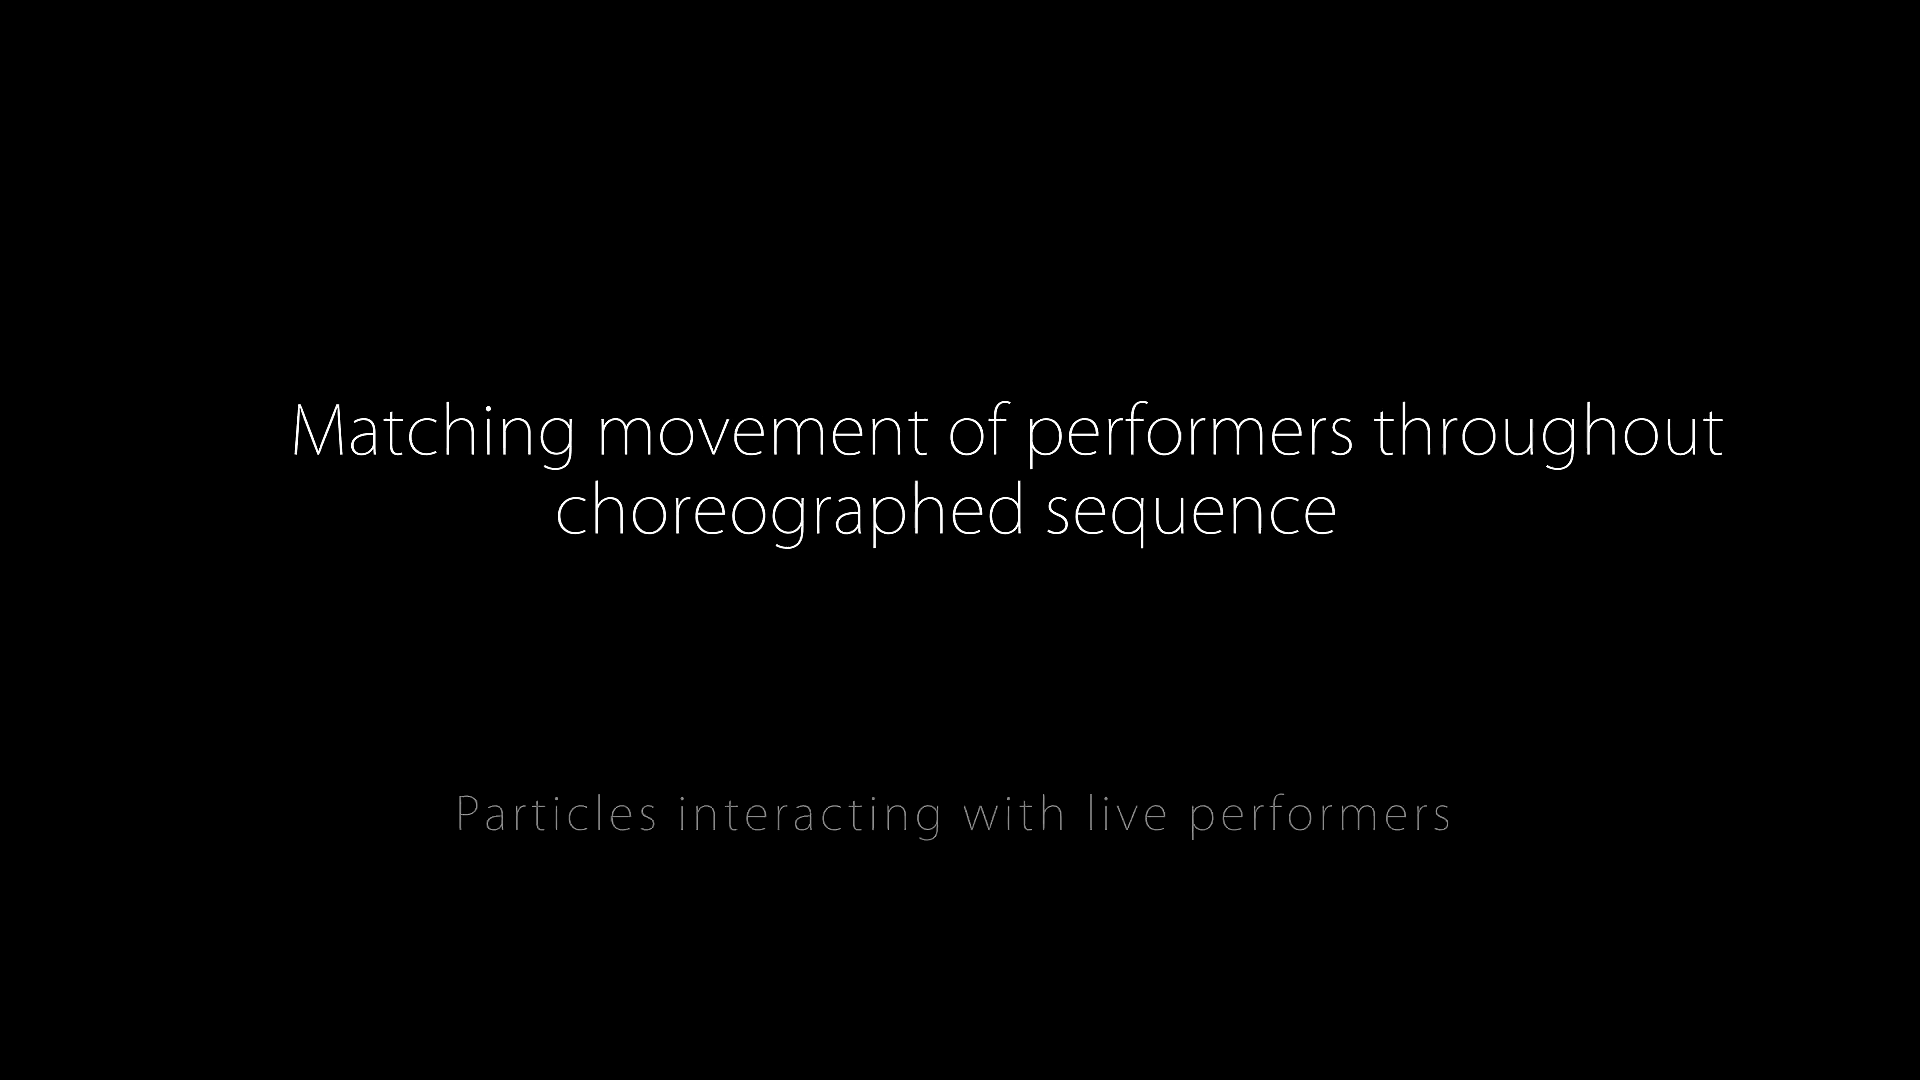 Matching movement of performers throughout
choreographed sequence
Particles interacting with live performers